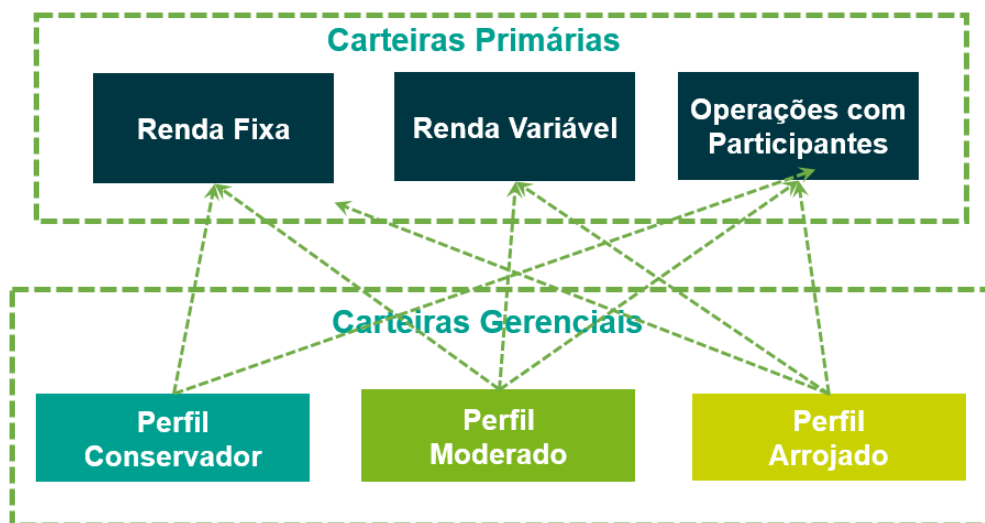 Carteiras Primárias
Renda Fixa
Renda Variável
Operações com
Participantes
Carteiras Gerenciais
Perfil
Conservador
Perfil
Moderado
Perfil
Arrojado